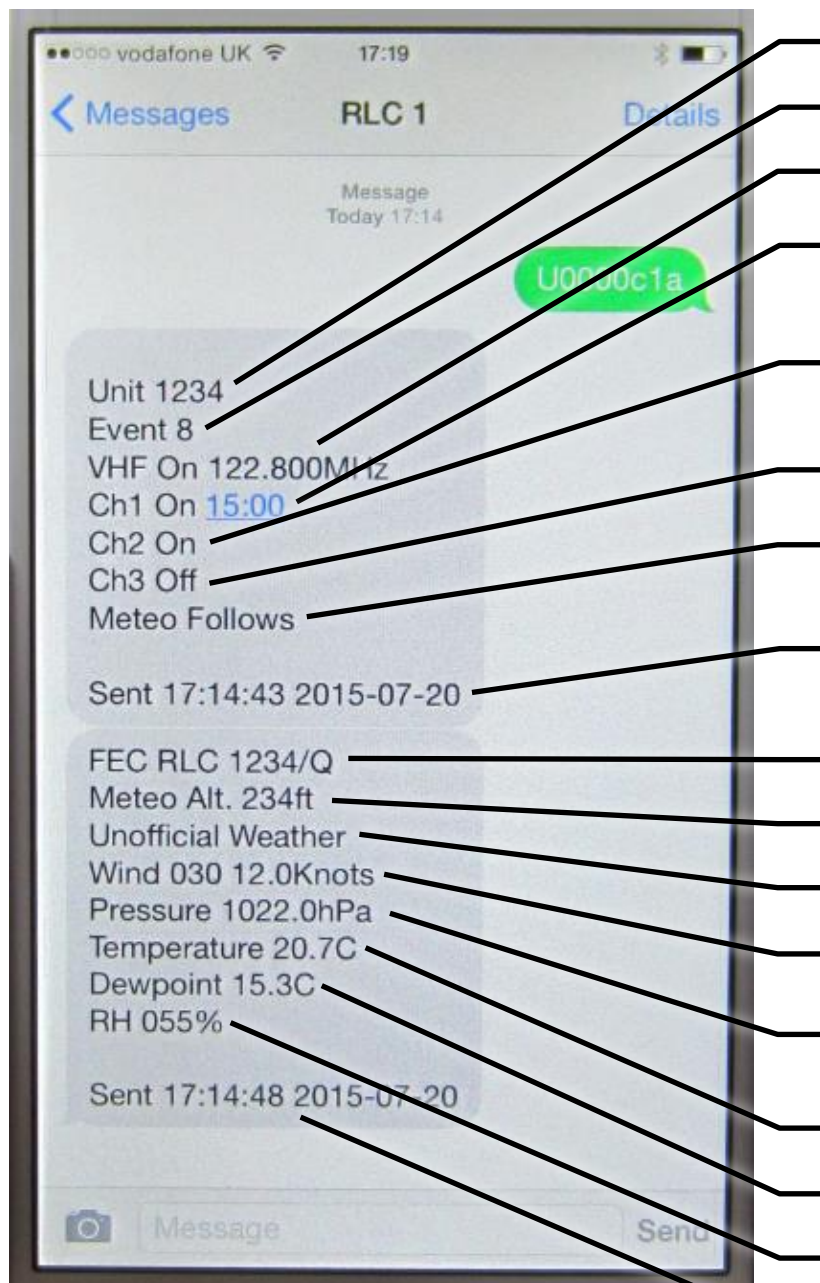 vodafone UK 17:19
Messages RLC 1 Details
Message
Today 17:14
U0000c1a
Unit 1234
Event 8
VHF On 122.800MHz
Ch1 On 15:00
Ch2 On
Ch3 Off
Meteo Follows
Sent 17:14:43 2015-07-20
FEC RLC 1234/Q
Meteo Alt. 234ft
Unofficial Weather
Wind 030 12.0Knots
Pressure 1022.0hPa
Temperature 20.7C
Dewpoint 15.3C
RH 055%
Sent 17:14:48 2015-07-20
Message Send